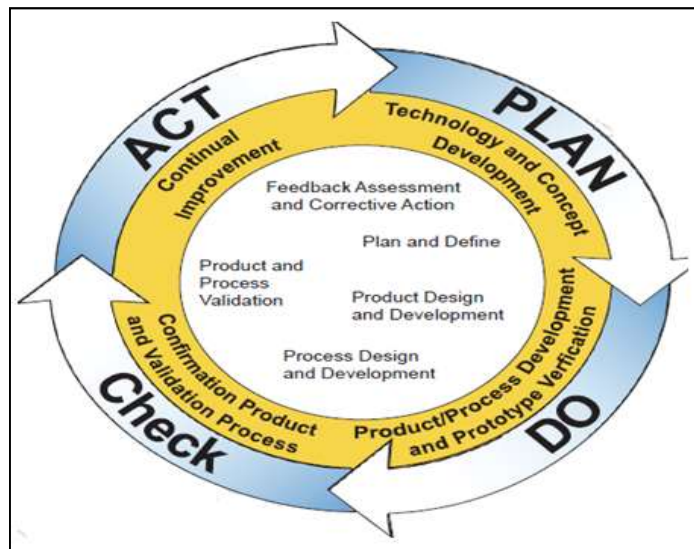 ACT
PLAN
Continual
Improvement
Technology and Concept
Development
Feedback Assessment
and Corrective Action
Plan and Define
Product and
Process
Validation
Product Design
and Development
Process Design
and Development
Confirmation Product
and Validation Process
Product/Process Development
and Prototype Verfication
Check
DO